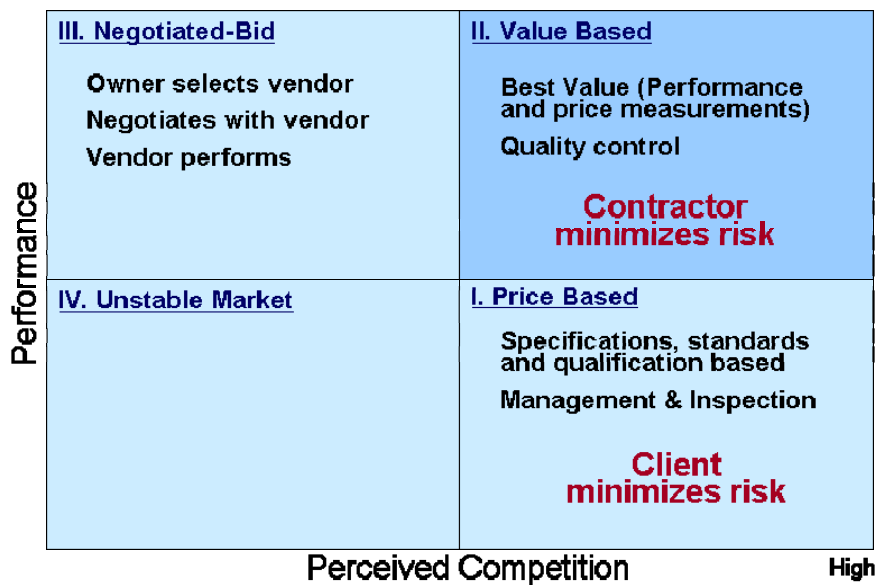 III. Negotiated-Bid
Owner selects vendor
Negotiates with vendor
Vendor performs
II. Value Based
Best Value (Performance
and price measurements)
Quality control
Contractor
minimizes risk
IV. Unstable Market
I. Price Based
Specifications, standards
and qualification based
Management & Inspection
Client
minimizes risk
Performance
Perceived Competition
High